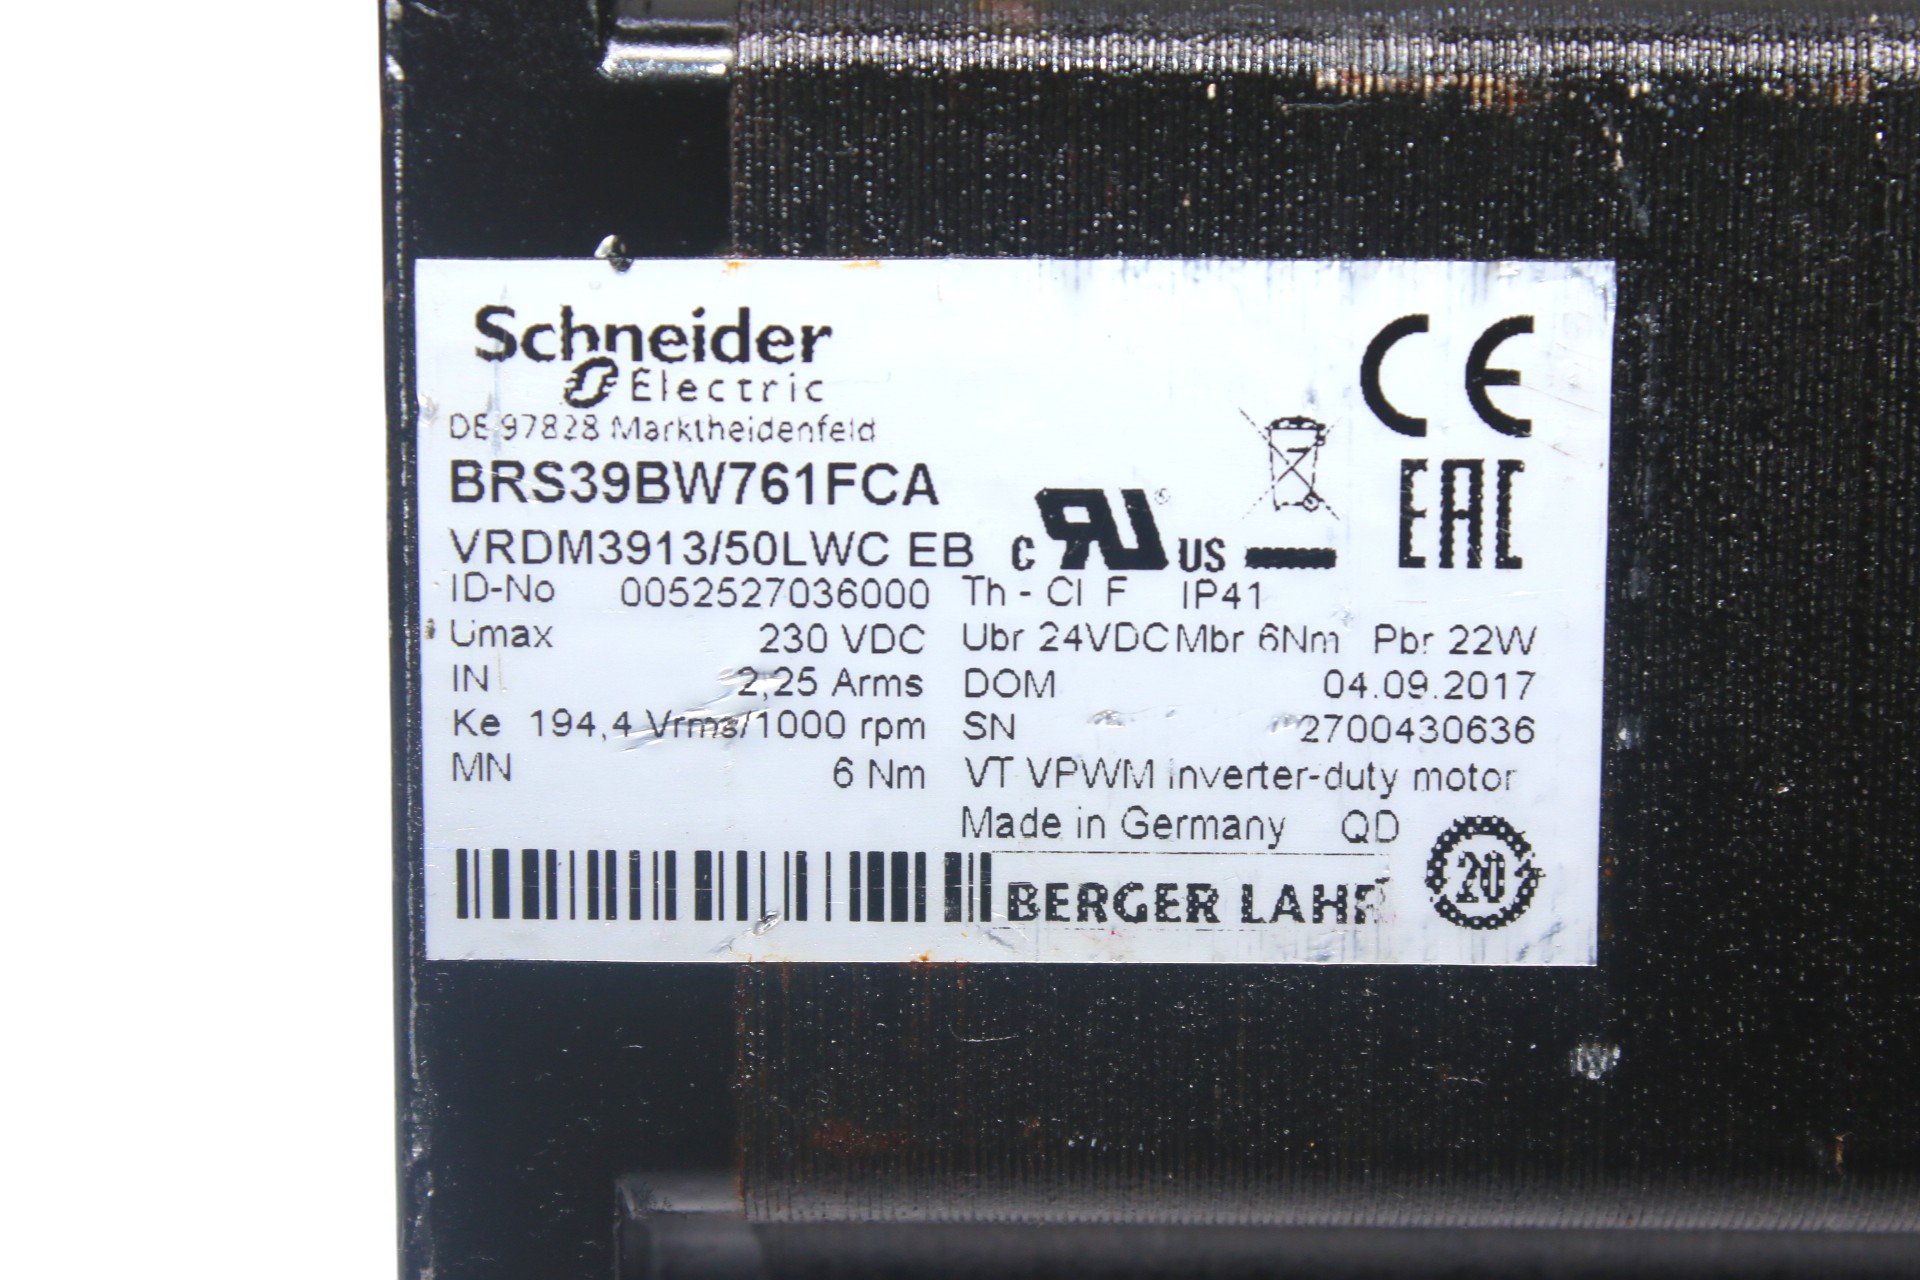 Schneider
Electric
DE 97828 Marktheidenfeld
BRS39BW761FCA
VRDM3913/50LWC EB
c RU ® US
CE
EAC
ID-No 0052527036000 Th - Cl F IP41
Umax 230 VDC Ubr 24VDC Mbr 6Nm Pbr 22W
IN 2,25 Arms DOM 04.09.2017
Ke 194,4 Vrms/1000 rpm SN 2700430636
MN 6 Nm VT VPWM inverter-duty motor
Made in Germany QD
BERGER LAHR
20